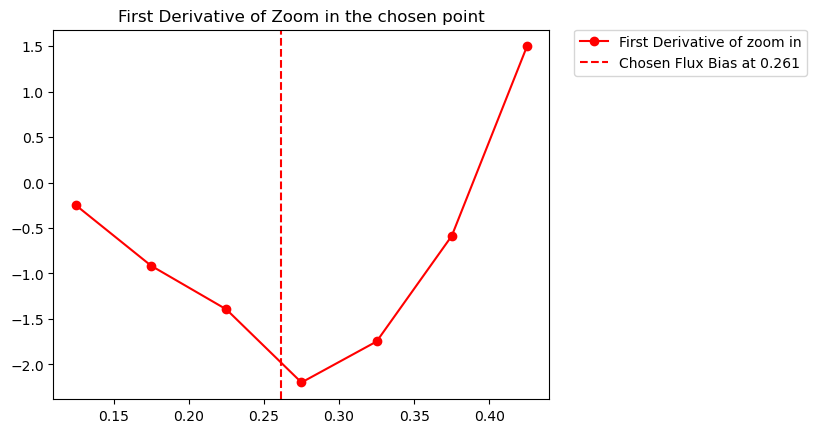 First Derivative of Zoom in the chosen point
First Derivative of zoom in
Chosen Flux Bias at 0.261
1.5
1.0
0.5
0.0
−0.5
−1.0
−1.5
−2.0
0.15 0.20 0.25 0.30 0.35 0.40